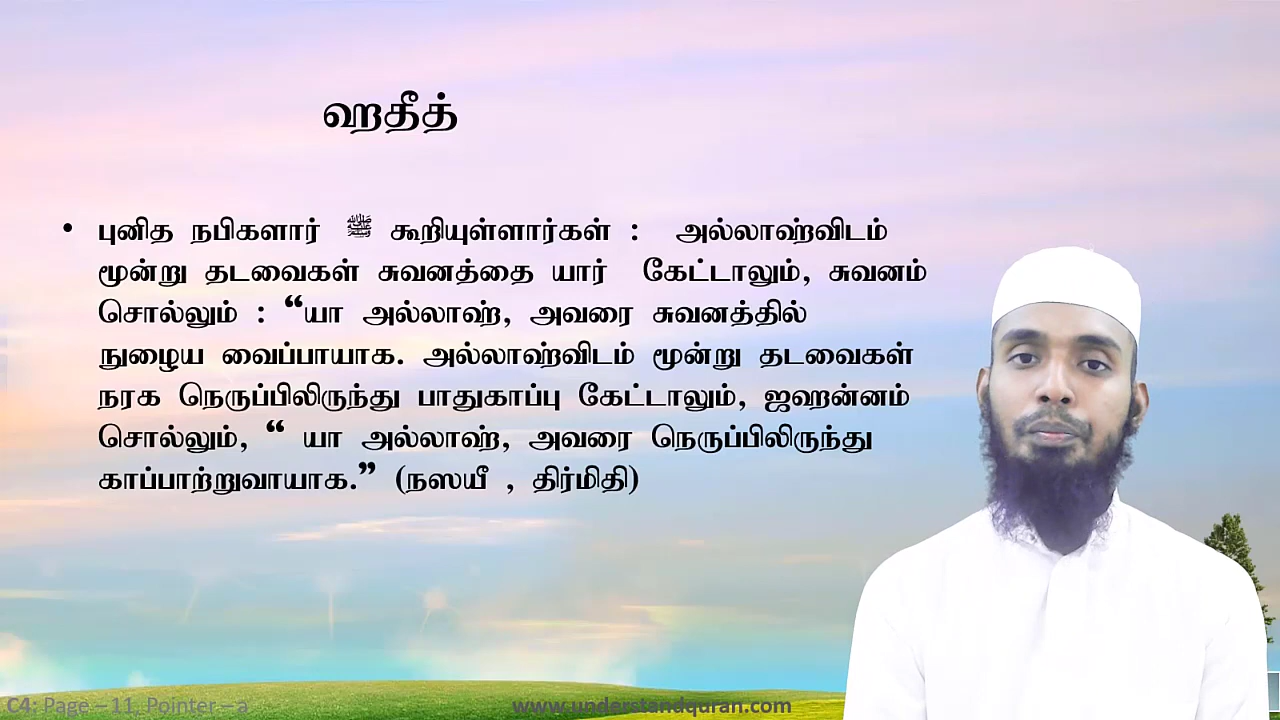 ஹதீத்
• புனித நபிகளார் ﷺ கூறியுள்ளார்கள் : அல்லாஹ்விடம்
மூன்று தடவைகள் சுவனத்தை யார் கேட்டாலும், சுவனம்
சொல்லும் : “யா அல்லாஹ், அவரை சுவனத்தில்
நுழைய வைப்பாயாக. அல்லாஹ்விடம் மூன்று தடவைகள்
நரக நெருப்பிலிருந்து பாதுகாப்பு கேட்டாலும், ஜஹன்னம்
சொல்லும், “ யா அல்லாஹ், அவரை நெருப்பிலிருந்து
காப்பாற்றுவாயாக.” (நஸயீ , திர்மிதி)
C4: Page – 11, Pointer – a
www.understandquran.com